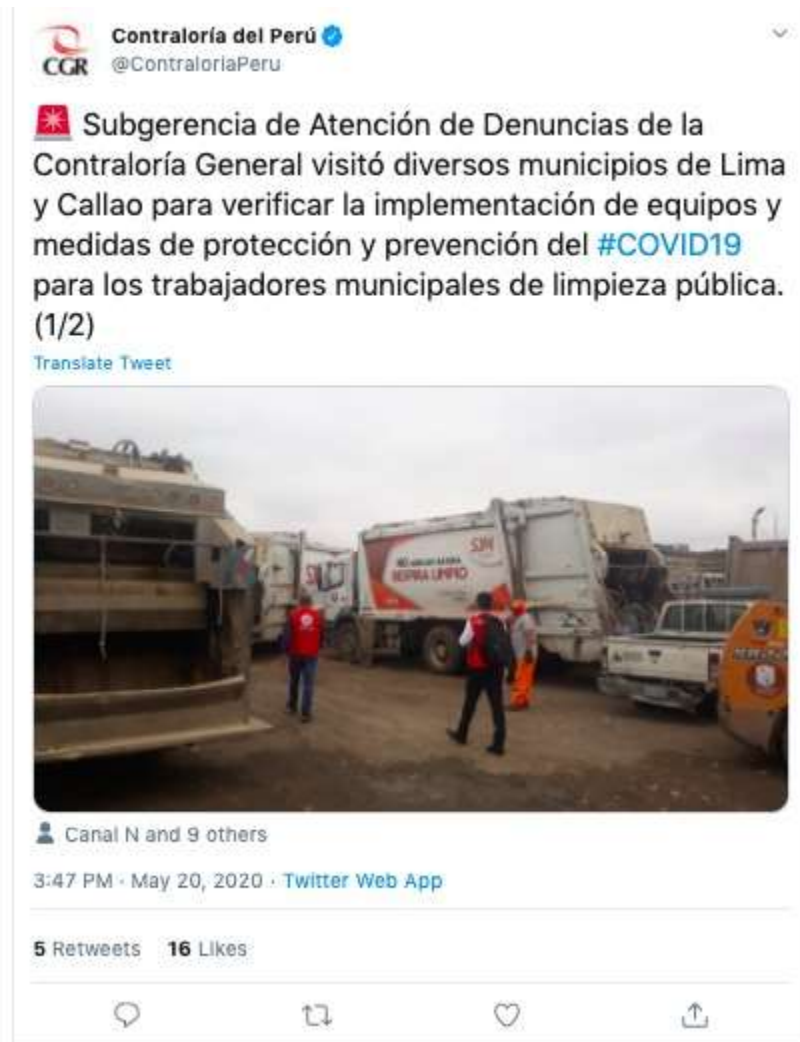 Contraloría del Perú
CGR
@ContraloriaPeru
Subgerencia de Atención de Denuncias de la
Contraloría General visitó diversos municipios de Lima
y Callao para verificar la implementación de equipos y
medidas de protección y prevención del #COVID19
para los trabajadores municipales de limpieza pública.
(1/2)
Translate Tweet
SJM
RESPIRA LIMPIO
Canal N and 9 others
3:47 PM · May 20, 2020 · Twitter Web App
5 Retweets 16 Likes